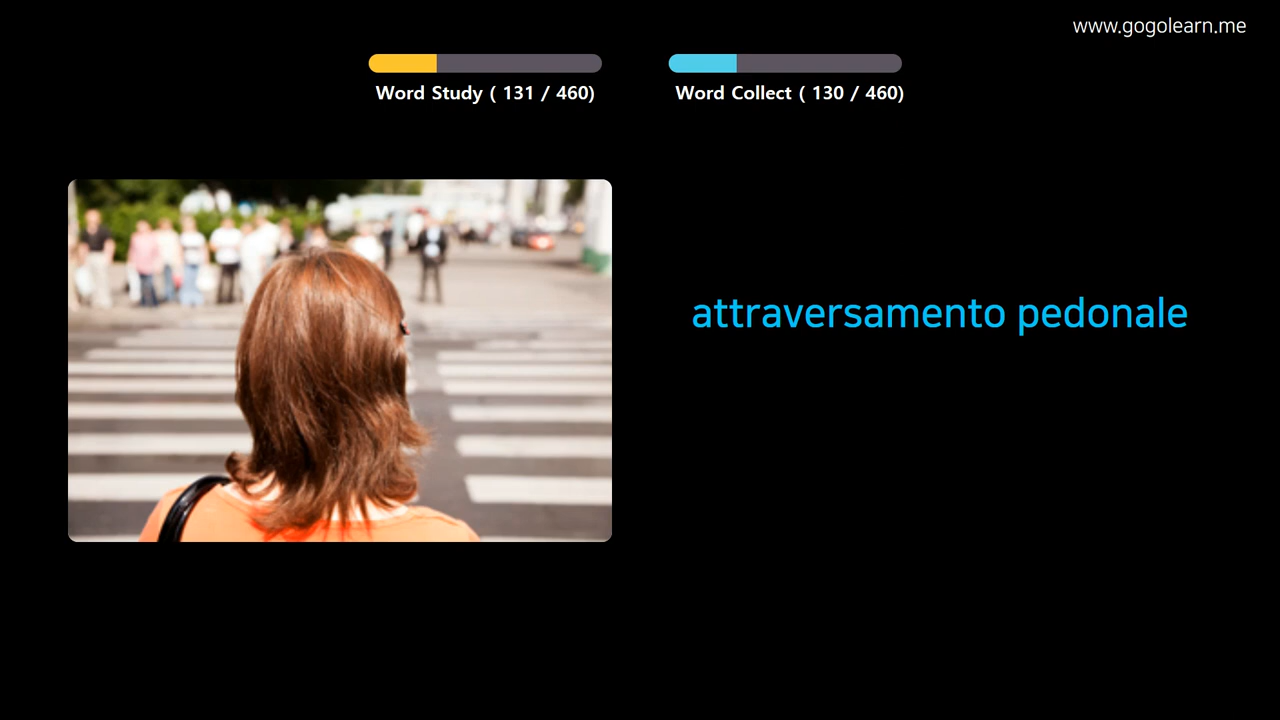 www.gogolearn.me
Word Study ( 131 / 460)
Word Collect ( 130 / 460)
attraversamento pedonale